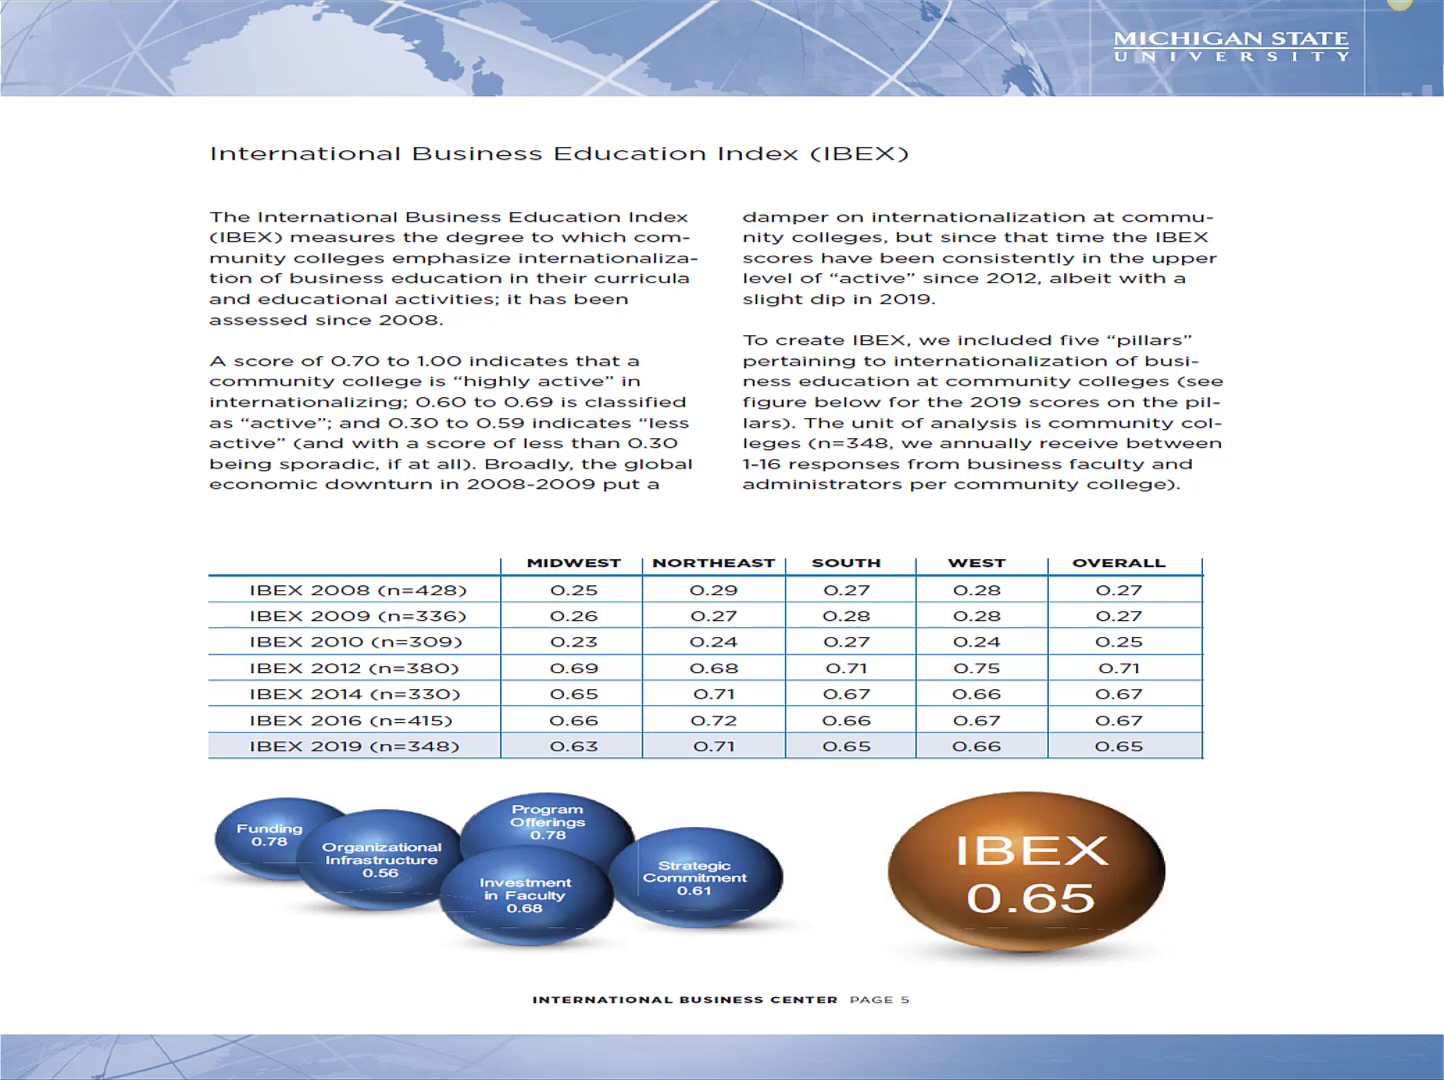 MICHIGAN STATE
UNIVERSITY
International Business Education Index (IBEX)
The International Business Education Index
(IBEX) measures the degree to which com-
munity colleges emphasize internationaliza-
tion of business education in their curricula
and educational activities; it has been
assessed since 2008.
A score of 0.70 to 1.00 indicates that a
community college is “highly active” in
internationalizing; 0.60 to 0.69 is classified
as “active”; and 0.30 to 0.59 indicates “less
active” (and with a score of less than 0.30
being sporadic, if at all). Broadly, the global
economic downturn in 2008-2009 put a
damper on internationalization at commu-
nity colleges, but since that time the IBEX
scores have been consistently in the upper
level of “active” since 2012, albeit with a
slight dip in 2019.
To create IBEX, we included five “pillars”
pertaining to internationalization of busi-
ness education at community colleges (see
figure below for the 2019 scores on the pil-
lars). The unit of analysis is community col-
leges (n=348, we annually receive between
1-16 responses from business faculty and
administrators per community college).
MIDWEST NORTHEAST SOUTH WEST OVERALL
IBEX 2008 (n=428) 0.25 0.29 0.27 0.28 0.27
IBEX 2009 (n=336) 0.26 0.27 0.28 0.28 0.27
IBEX 2010 (n=309) 0.23 0.24 0.27 0.24 0.25
IBEX 2012 (n=380) 0.69 0.68 0.71 0.75 0.71
IBEX 2014 (n=330) 0.65 0.71 0.67 0.66 0.67
IBEX 2016 (n=415) 0.66 0.72 0.66 0.67 0.67
IBEX 2019 (n=348) 0.63 0.71 0.65 0.66 0.65
Funding
0.78
Organizational
Infrastructure
0.56
Program
Offerings
0.78
Investment
in Faculty
0.68
Strategic
Commitment
0.61
IBEX
0.65
INTERNATIONAL BUSINESS CENTER PAGE 5